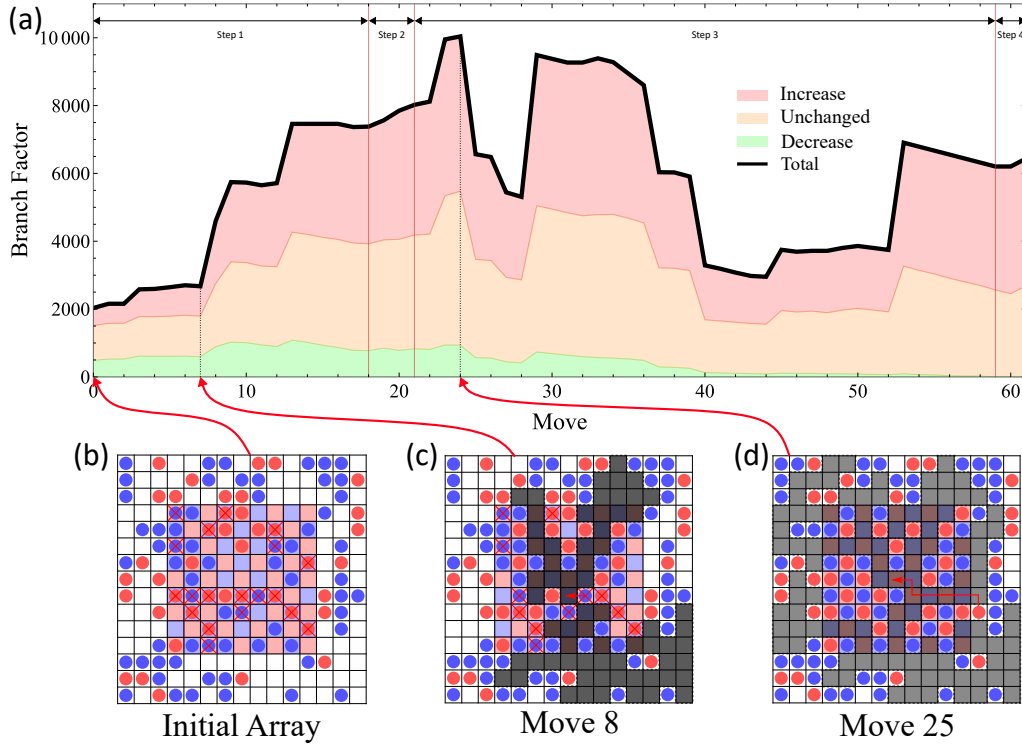 (a)
Step 1 Step 2 Step 3 Step 4
10 000
8000
6000
4000
2000
0
Branch Factor
Increase
Unchanged
Decrease
Total
0 10 20 30 40 50 60
Move
(b) (c) (d)
Initial Array Move 8 Move 25